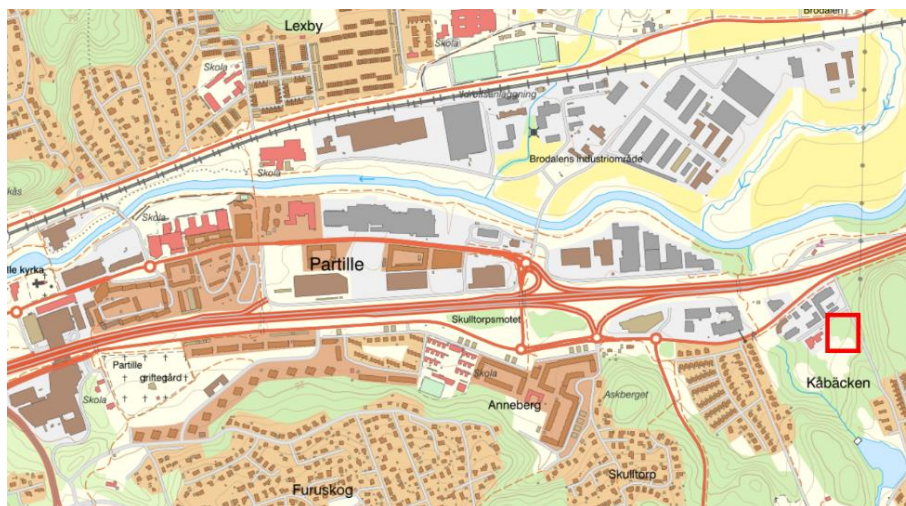 Brodalen
Lexby
Skola
Skola
Idrottsanläggning
Brodalens industriområde
Skola
Skola
Partille
lle kyrka
Skulltorpsmotet
Partille
griftegård
Skola
Skola
Anneberg
Askberget
Kåbäcken
Furuskog
Skulltorp